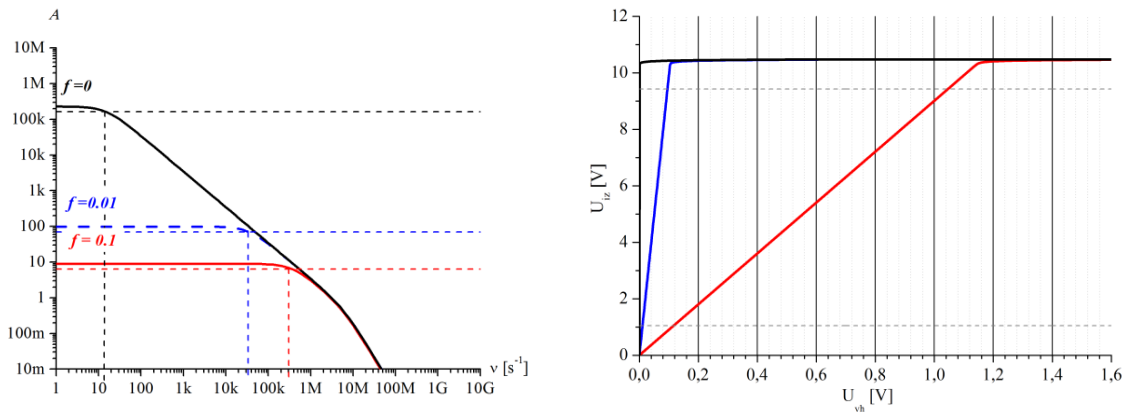 A
10M
1M
f=0
100k
10k
1k
f=0.01
100
f = 0.1
10
1
100m
10m
1 10 100 1k 10k 100k 1M 10M 100M 1G 10G
ν [s⁻¹]
12
10
8
6
4
2
0
U_iz [V]
0,0 0,2 0,4 0,6 0,8 1,0 1,2 1,4 1,6
U_vh [V]